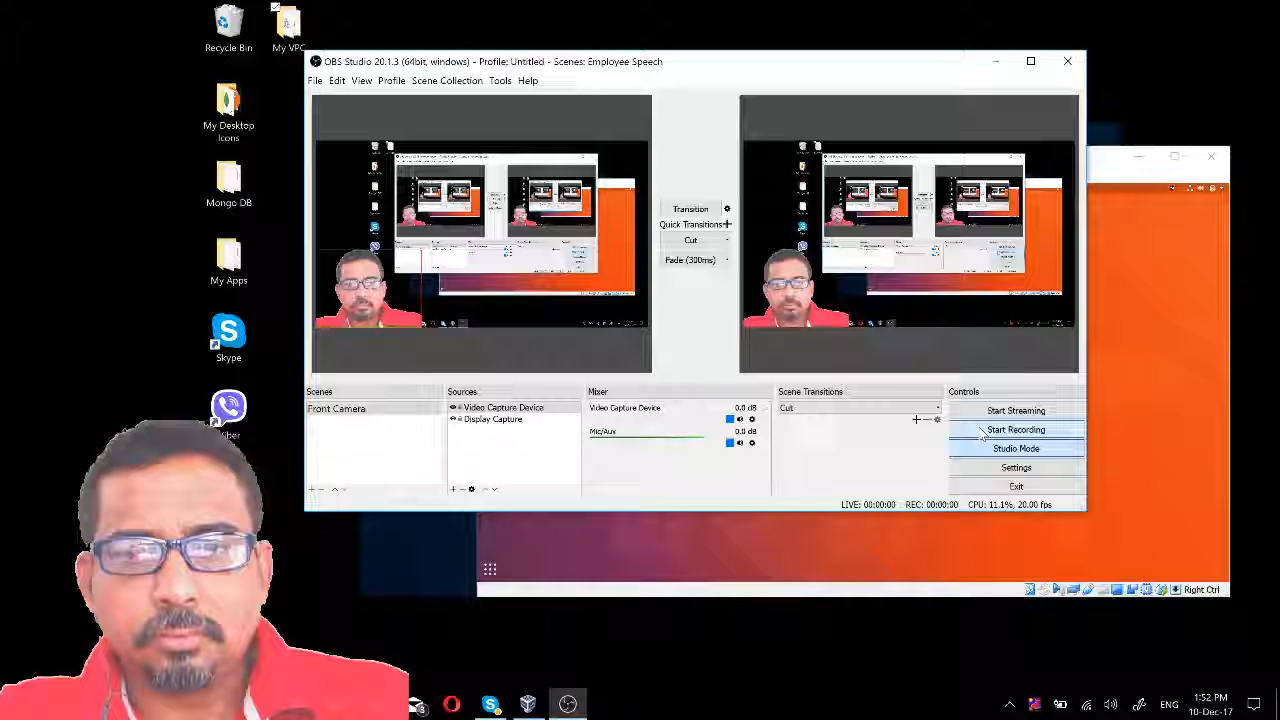 Recycle Bin
My VPC
My Desktop
Icons
Mongo DB
My Apps
Skype
OBS Studio 20.1.3 (64bit, windows) - Profile: Untitled - Scenes: Employee Speech
File Edit View Profile Scene Collection Tools Help
Transition
Quick Transitions
Cut
Fade (300ms)
Scenes
Front Camera
Sources
Video Capture Device
Display Capture
Mixer
Video Capture Device 0.0 dB
Mic/Aux 0.0 dB
Scene Transitions
Cut
Controls
Start Streaming
Start Recording
Studio Mode
Settings
Exit
LIVE: 00:00:00 REC: 00:00:00 CPU: 11.1%, 20.00 fps
Right Ctrl
ENG
1:52 PM
10-Dec-17